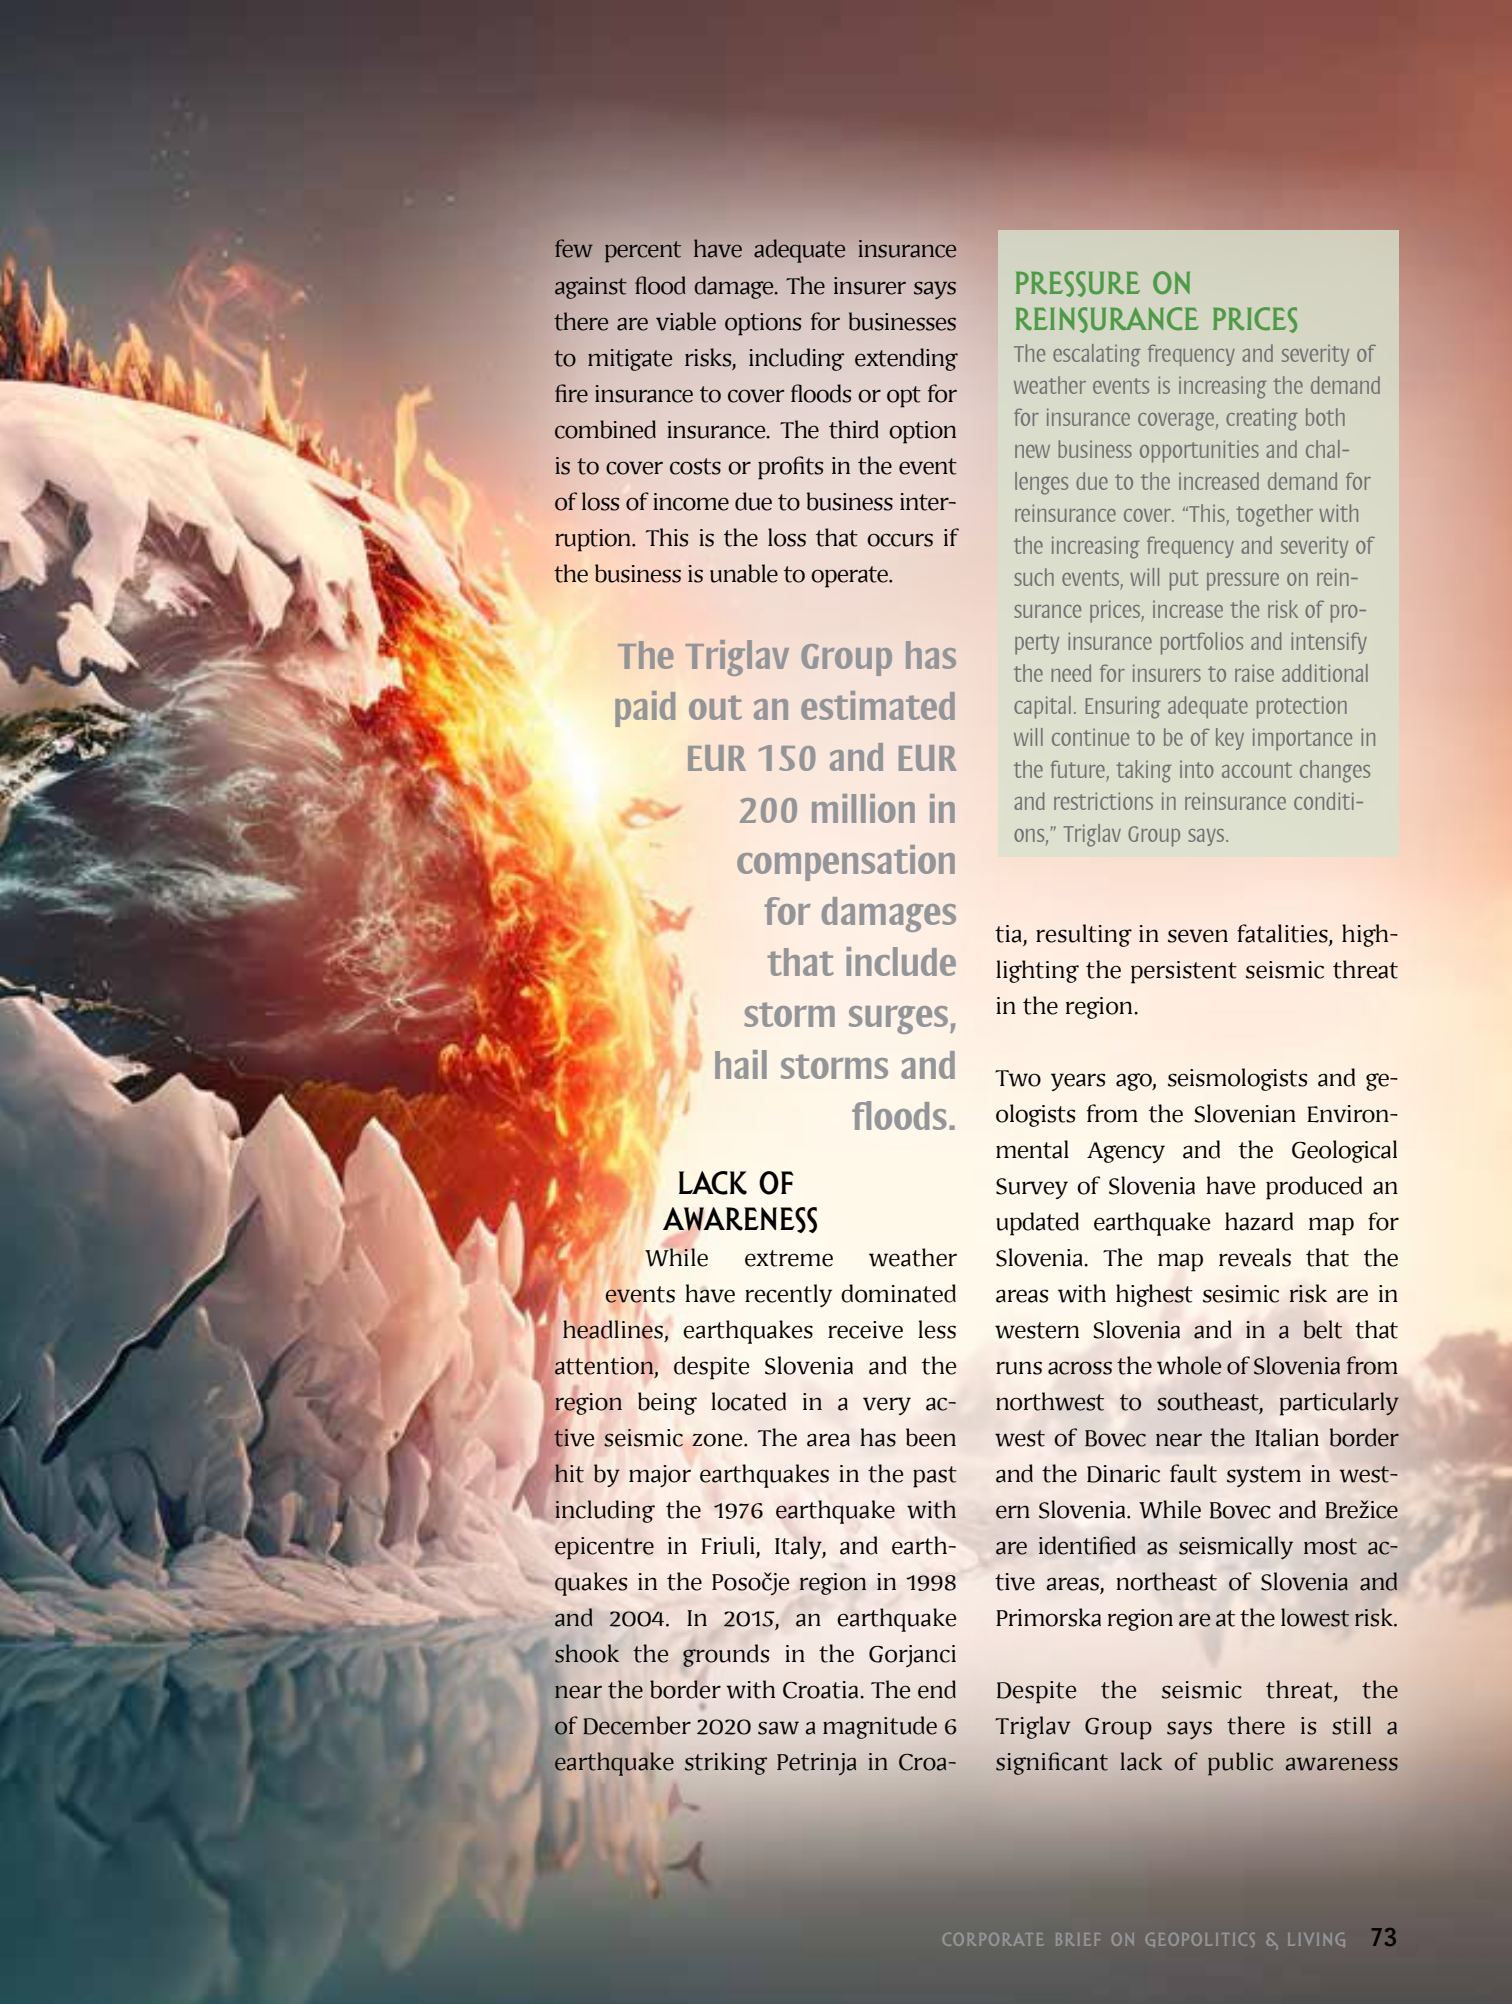 few percent have adequate insurance
against flood damage. The insurer says
there are viable options for businesses
to mitigate risks, including extending
fire insurance to cover floods or opt for
combined insurance. The third option
is to cover costs or profits in the event
of loss of income due to business inter-
ruption. This is the loss that occurs if
the business is unable to operate.
The Triglav Group has
paid out an estimated
EUR 150 and EUR
200 million in
compensation
for damages
that include
storm surges,
hail storms and
floods.
LACK OF
AWARENESS
While extreme weather
events have recently dominated
headlines, earthquakes receive less
attention, despite Slovenia and the
region being located in a very ac-
tive seismic zone. The area has been
hit by major earthquakes in the past
including the 1976 earthquake with
epicentre in Friuli, Italy, and earth-
quakes in the Posočje region in 1998
and 2004. In 2015, an earthquake
shook the grounds in the Gorjanci
near the border with Croatia. The end
of December 2020 saw a magnitude 6
earthquake striking Petrinja in Croa-
PRESSURE ON
REINSURANCE PRICES
The escalating frequency and severity of
weather events is increasing the demand
for insurance coverage, creating both
new business opportunities and chal-
lenges due to the increased demand for
reinsurance cover. “This, together with
the increasing frequency and severity of
such events, will put pressure on rein-
surance prices, increase the risk of pro-
perty insurance portfolios and intensify
the need for insurers to raise additional
capital. Ensuring adequate protection
will continue to be of key importance in
the future, taking into account changes
and restrictions in reinsurance conditi-
ons,” Triglav Group says.
tia, resulting in seven fatalities, high-
lighting the persistent seismic threat
in the region.
Two years ago, seismologists and ge-
ologists from the Slovenian Environ-
mental Agency and the Geological
Survey of Slovenia have produced an
updated earthquake hazard map for
Slovenia. The map reveals that the
areas with highest sesimic risk are in
western Slovenia and in a belt that
runs across the whole of Slovenia from
northwest to southeast, particularly
west of Bovec near the Italian border
and the Dinaric fault system in west-
ern Slovenia. While Bovec and Brežice
are identified as seismically most ac-
tive areas, northeast of Slovenia and
Primorska region are at the lowest risk.
Despite the seismic threat, the
Triglav Group says there is still a
significant lack of public awareness
CORPORATE BRIEF ON GEOPOLITICS & LIVING 73